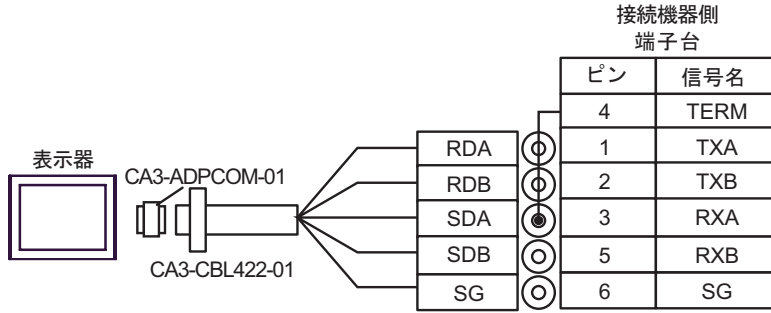 接続機器側
端子台
ピン 信号名
4 TERM
RDA 1 TXA
表示器
RDB 2 TXB
CA3-ADPCOM-01
SDA 3 RXA
SDB 5 RXB
CA3-CBL422-01
SG 6 SG